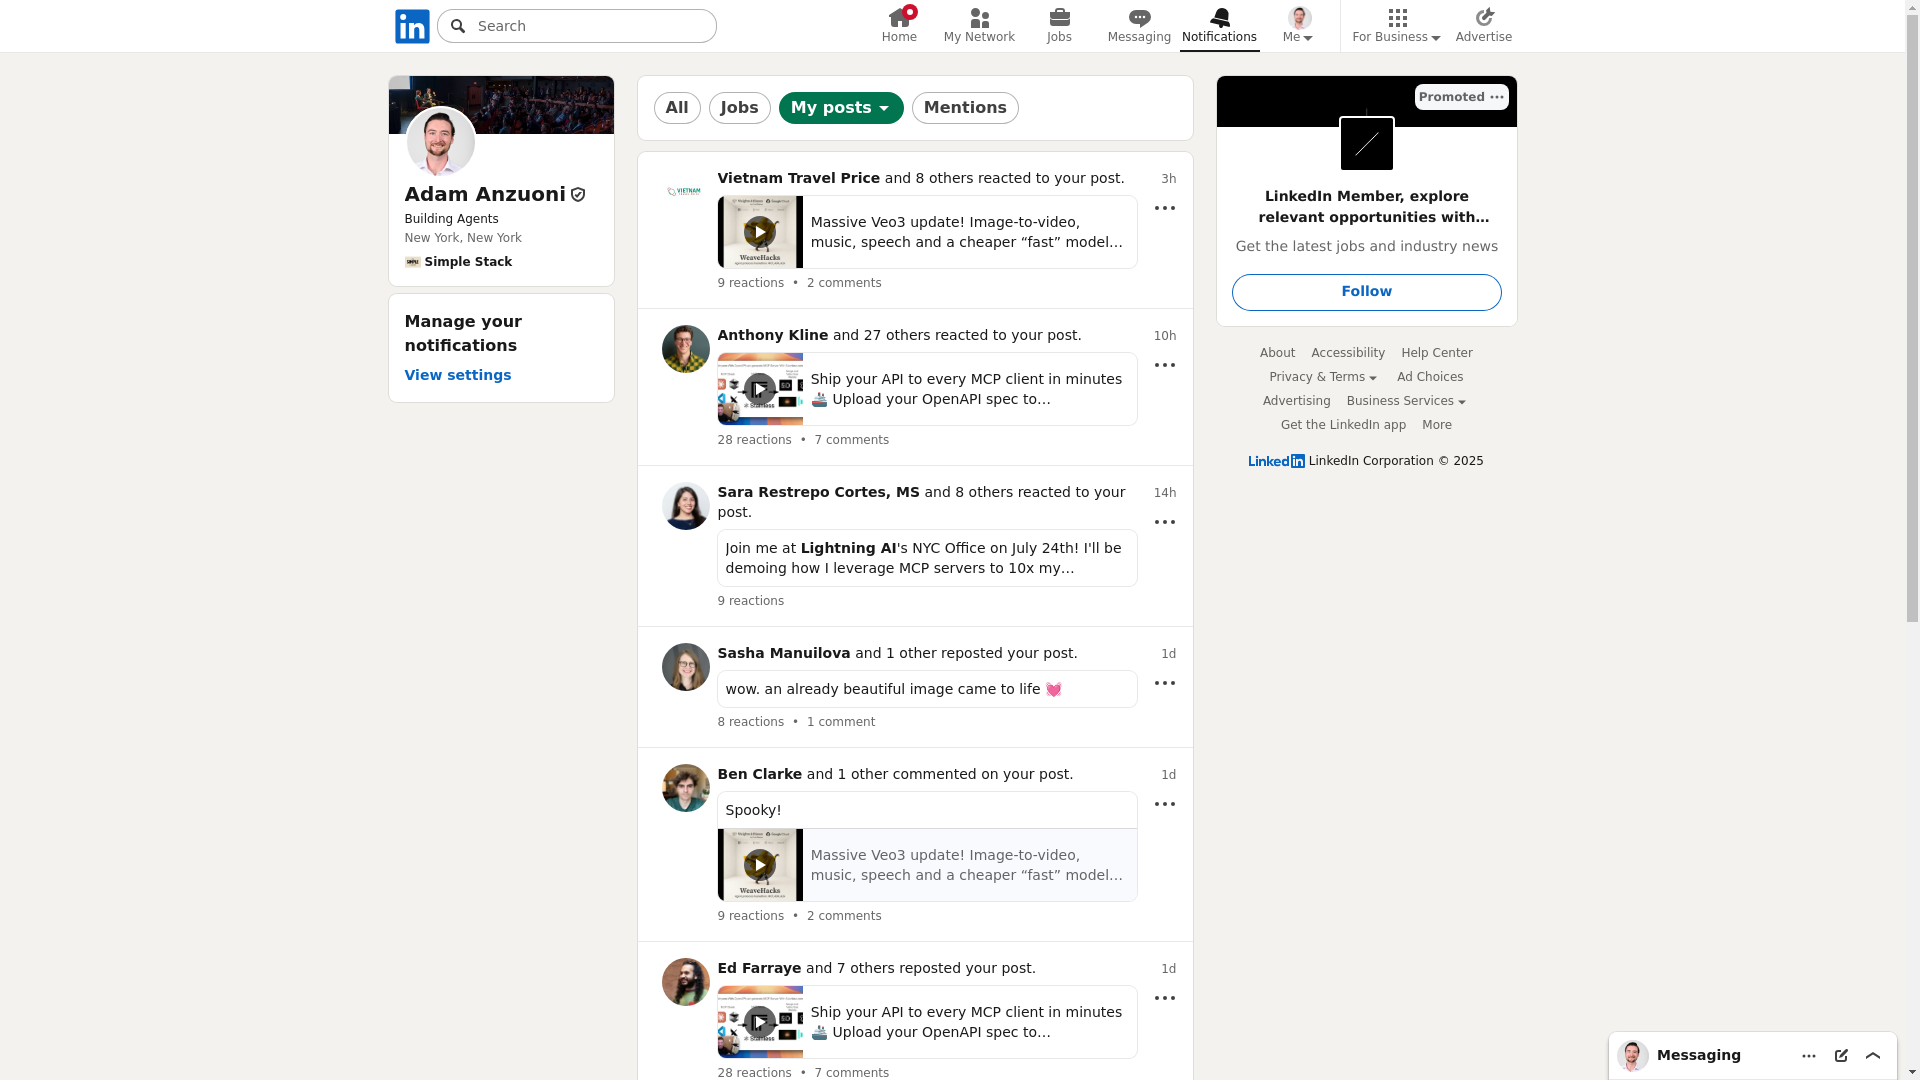 in
Search
Home
My Network
Jobs
Messaging
Notifications
Me
For Business
Advertise
Adam Anzuoni
Building Agents
New York, New York
Simple Stack
Manage your
notifications
View settings
All
Jobs
My posts
Mentions
Vietnam Travel Price and 8 others reacted to your post.
3h
VIETNAM
Massive Veo3 update! Image-to-video,
music, speech and a cheaper “fast” model…
WeaveHacks
9 reactions • 2 comments
Anthony Kline and 27 others reacted to your post.
10h
Ship your API to every MCP client in minutes
🚢 Upload your OpenAPI spec to…
Stainless
28 reactions • 7 comments
Sara Restrepo Cortes, MS and 8 others reacted to your
post.
14h
Join me at Lightning AI's NYC Office on July 24th! I'll be
demoing how I leverage MCP servers to 10x my…
9 reactions
Sasha Manuilova and 1 other reposted your post.
1d
wow. an already beautiful image came to life 💓
8 reactions • 1 comment
Ben Clarke and 1 other commented on your post.
1d
Spooky!
Massive Veo3 update! Image-to-video,
music, speech and a cheaper “fast” model…
WeaveHacks
9 reactions • 2 comments
Ed Farraye and 7 others reposted your post.
1d
Ship your API to every MCP client in minutes
🚢 Upload your OpenAPI spec to…
Stainless
28 reactions • 7 comments
Promoted
LinkedIn Member, explore
relevant opportunities with…
Get the latest jobs and industry news
Follow
About Accessibility Help Center
Privacy & Terms Ad Choices
Advertising Business Services
Get the LinkedIn app More
LinkedIn LinkedIn Corporation © 2025
Messaging